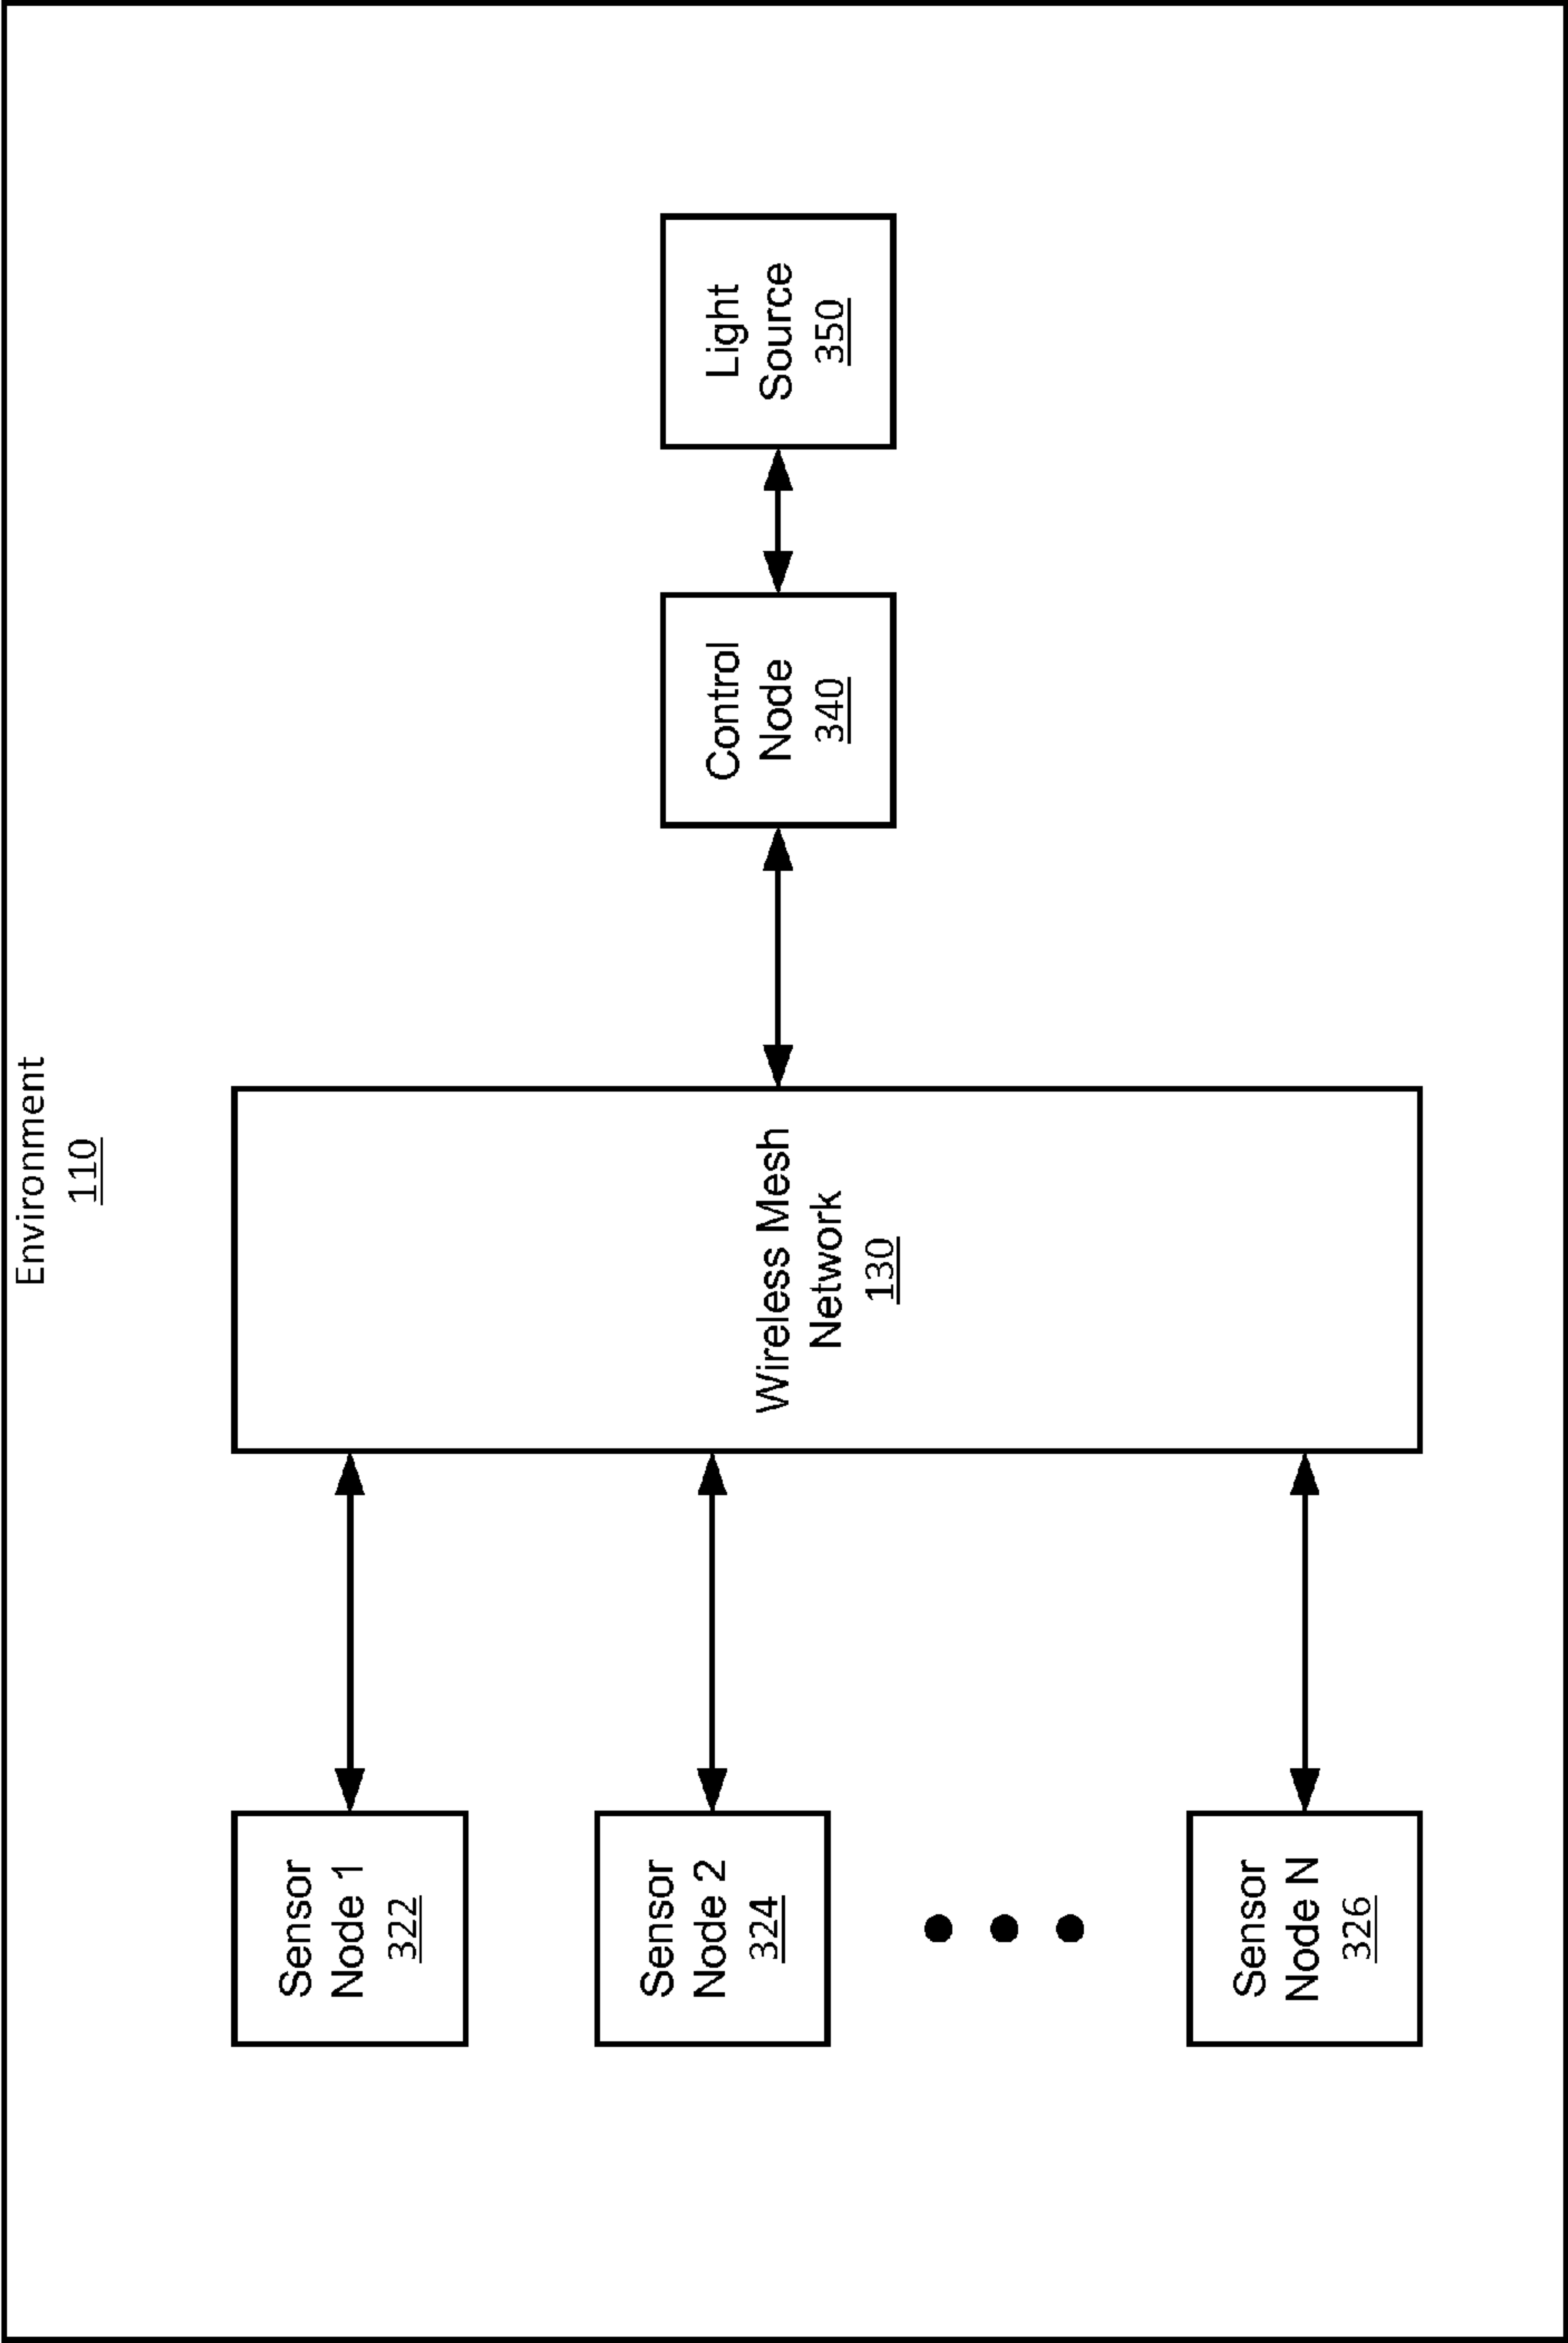 Environment
110
Sensor
Node 1
322
Sensor
Node 2
324
Sensor
Node N
326
Wireless Mesh
Network
130
Control
Node
340
Light
Source
350